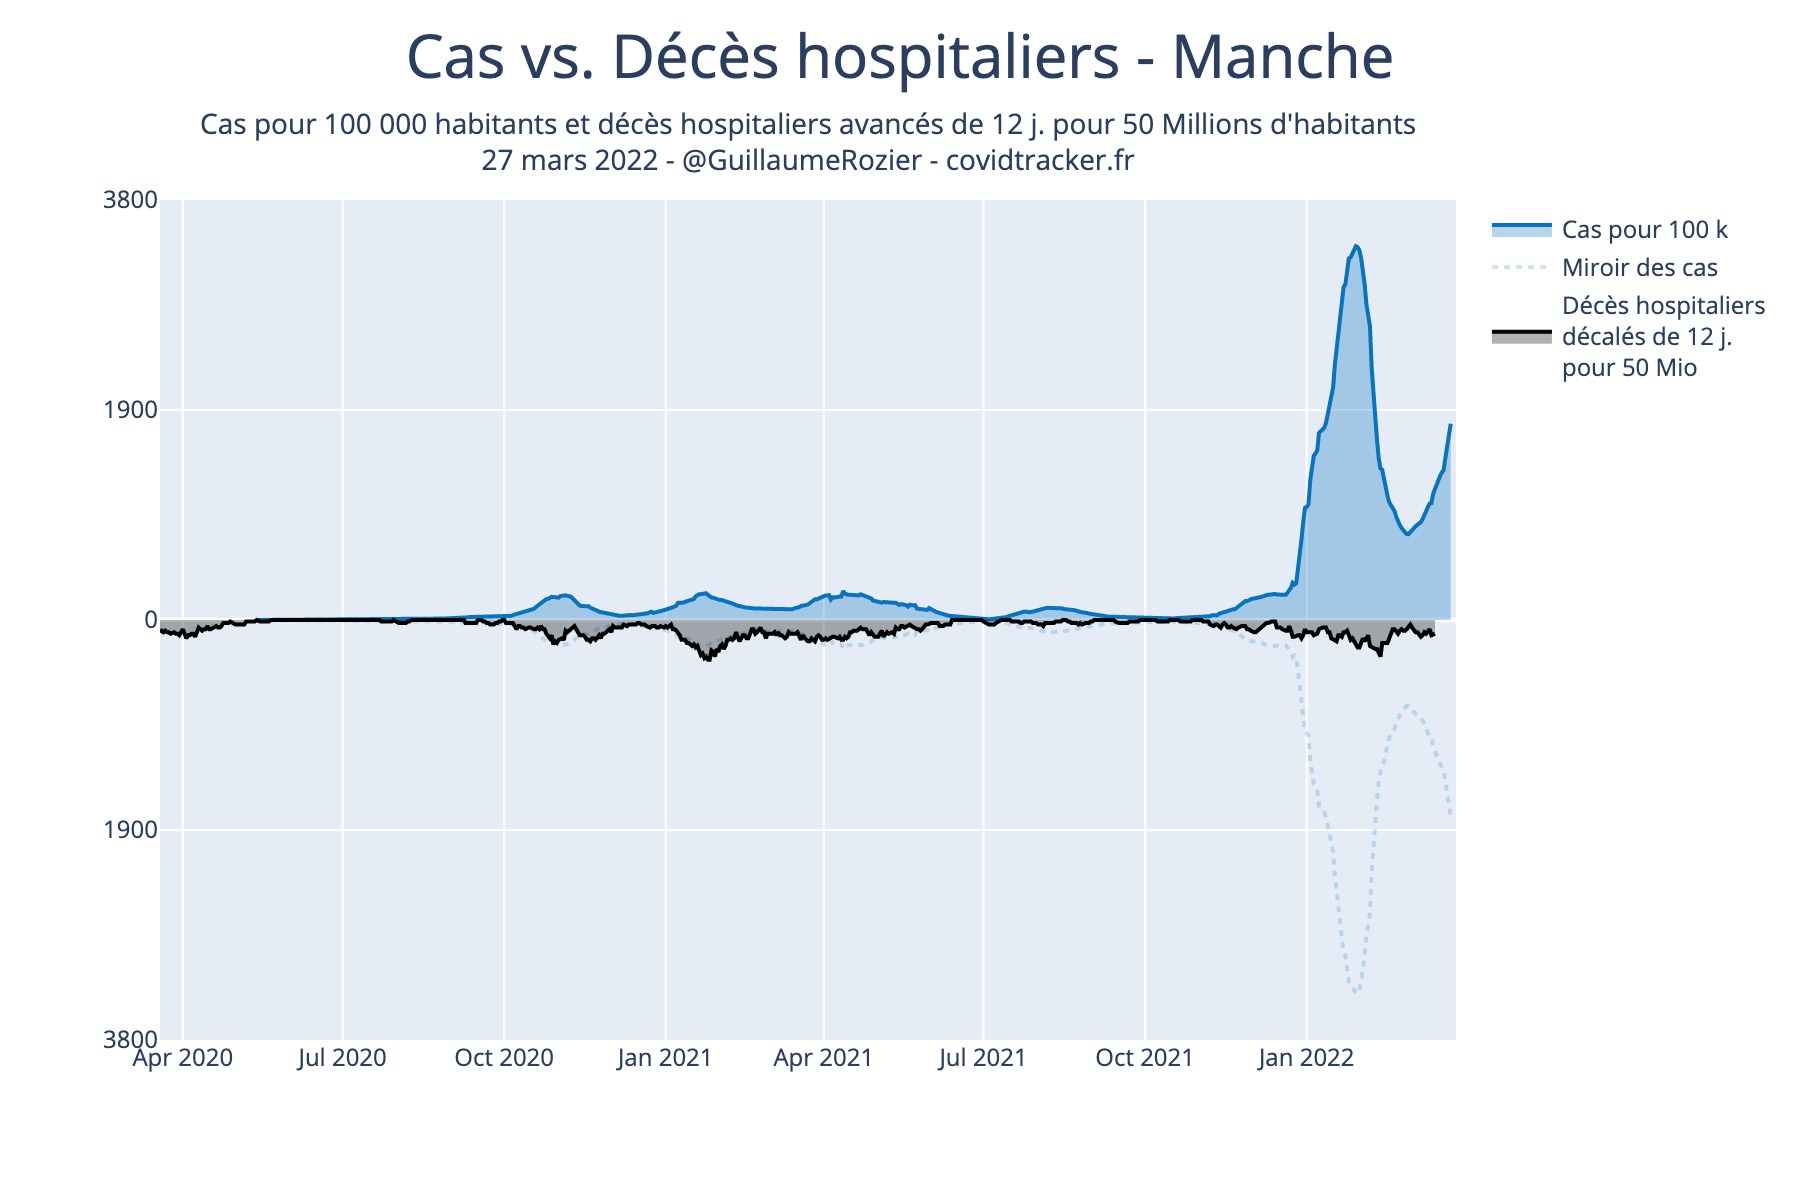 Cas vs. Décès hospitaliers - Manche
Cas pour 100 000 habitants et décès hospitaliers avancés de 12 j. pour 50 Millions d'habitants
27 mars 2022 - @GuillaumeRozier - covidtracker.fr
3800
1900
0
1900
3800
Apr 2020
Jul 2020
Oct 2020
Jan 2021
Apr 2021
Jul 2021
Oct 2021
Jan 2022
Cas pour 100 k
Miroir des cas
Décès hospitaliers
décalés de 12 j.
pour 50 Mio